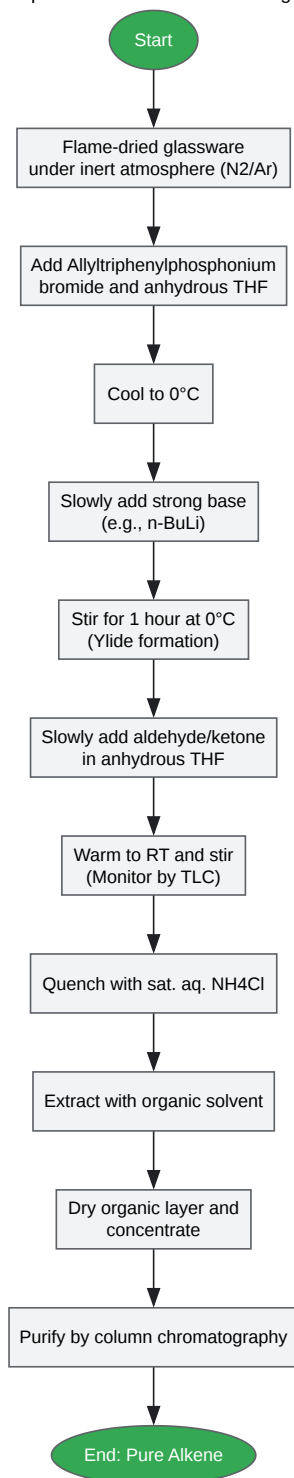 Start
Flame-dried glassware
under inert atmosphere (N2/Ar)
Add Allyltriphenylphosphonium
bromide and anhydrous THF
Cool to 0°C
Slowly add strong base
(e.g., n-BuLi)
Stir for 1 hour at 0°C
(Ylide formation)
Slowly add aldehyde/ketone
in anhydrous THF
Warm to RT and stir
(Monitor by TLC)
Quench with sat. aq. NH4Cl
Extract with organic solvent
Dry organic layer and
concentrate
Purify by column chromatography
End: Pure Alkene